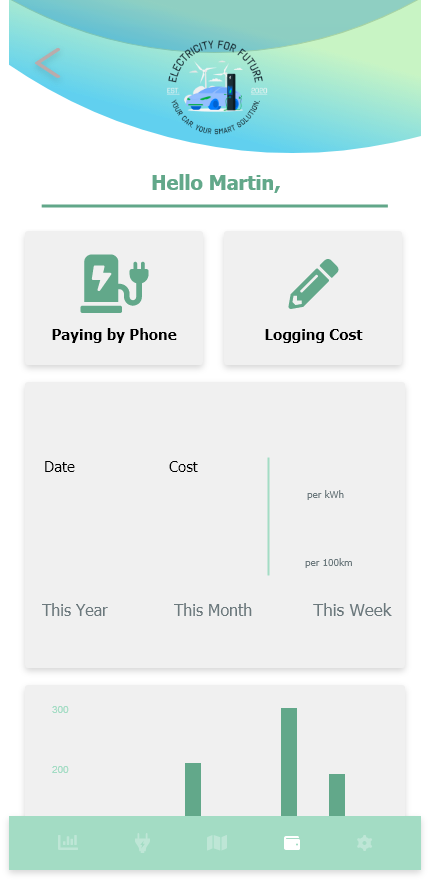 ELECTRICITY FOR FUTURE
EST. 2020
YOUR CAR, YOUR SMART SOLUTION.
Hello Martin,
Paying by Phone
Logging Cost
Date
Cost
per kWh
per 100km
This Year
This Month
This Week
300
200